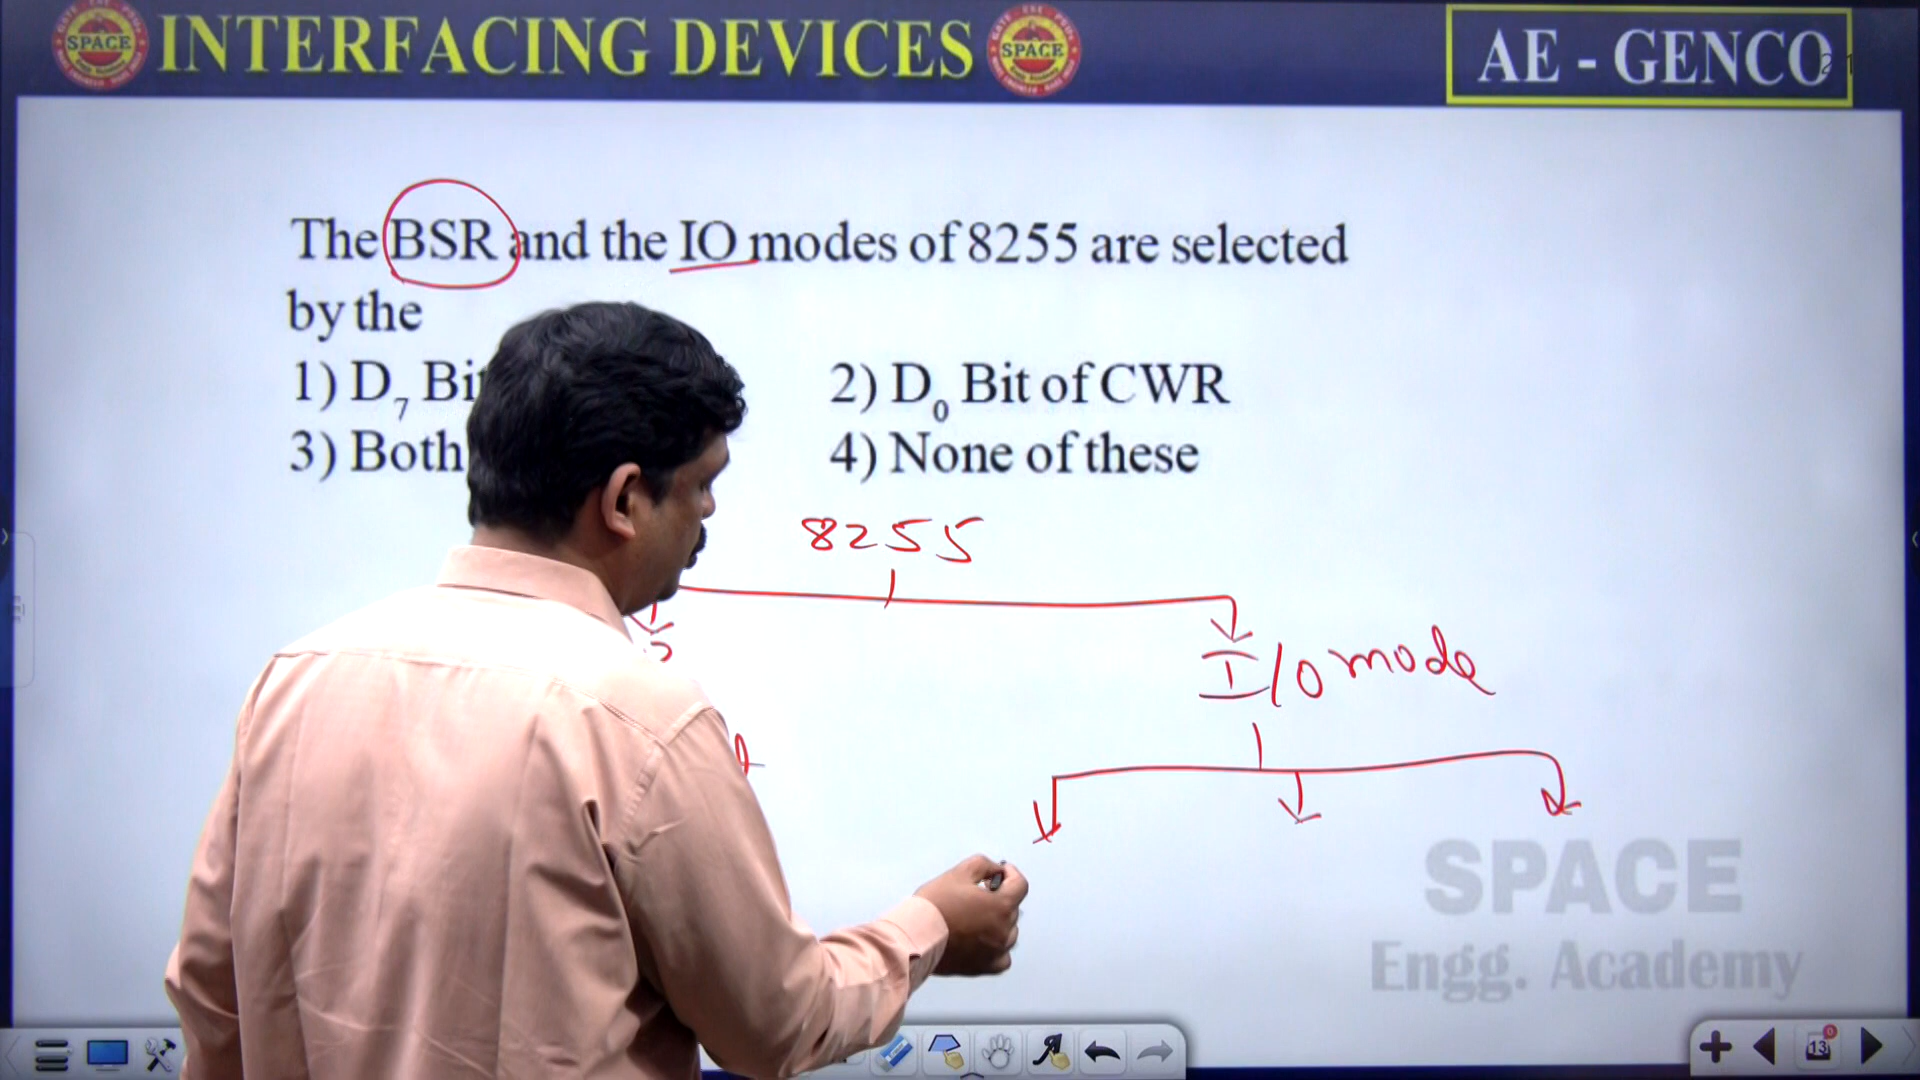 SPACE INTERFACING DEVICES SPACE
AE - GENCO
The BSR and the IO modes of 8255 are selected
by the
1) D7
2) D0 Bit of CWR
3) Both
4) None of these
8255
I/O mode
SPACE
Engg. Academy
13